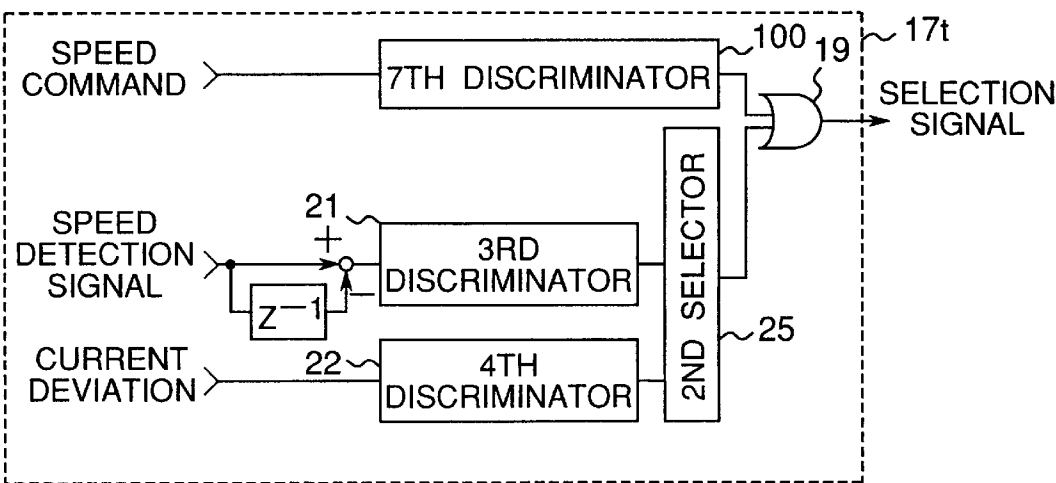 SPEED
COMMAND
7TH DISCRIMINATOR
100
19
17t
SELECTION
SIGNAL
SPEED
DETECTION
SIGNAL
+
−
Z⁻¹
21
3RD
DISCRIMINATOR
2ND SELECTOR
25
CURRENT
DEVIATION
22
4TH
DISCRIMINATOR